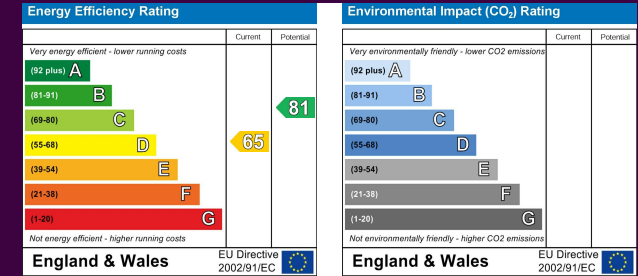 Energy Efficiency Rating
Current Potential
Very energy efficient - lower running costs
(92 plus) A
(81-91) B
(69-80) C
(55-68) D
(39-54) E
(21-38) F
(1-20) G
65
81
Not energy efficient - higher running costs
England & Wales
EU Directive
2002/91/EC
Environmental Impact (CO₂) Rating
Current Potential
Very environmentally friendly - lower CO2 emissions
(92 plus) A
(81-91) B
(69-80) C
(55-68) D
(39-54) E
(21-38) F
(1-20) G
Not environmentally friendly - higher CO2 emissions
England & Wales
EU Directive
2002/91/EC